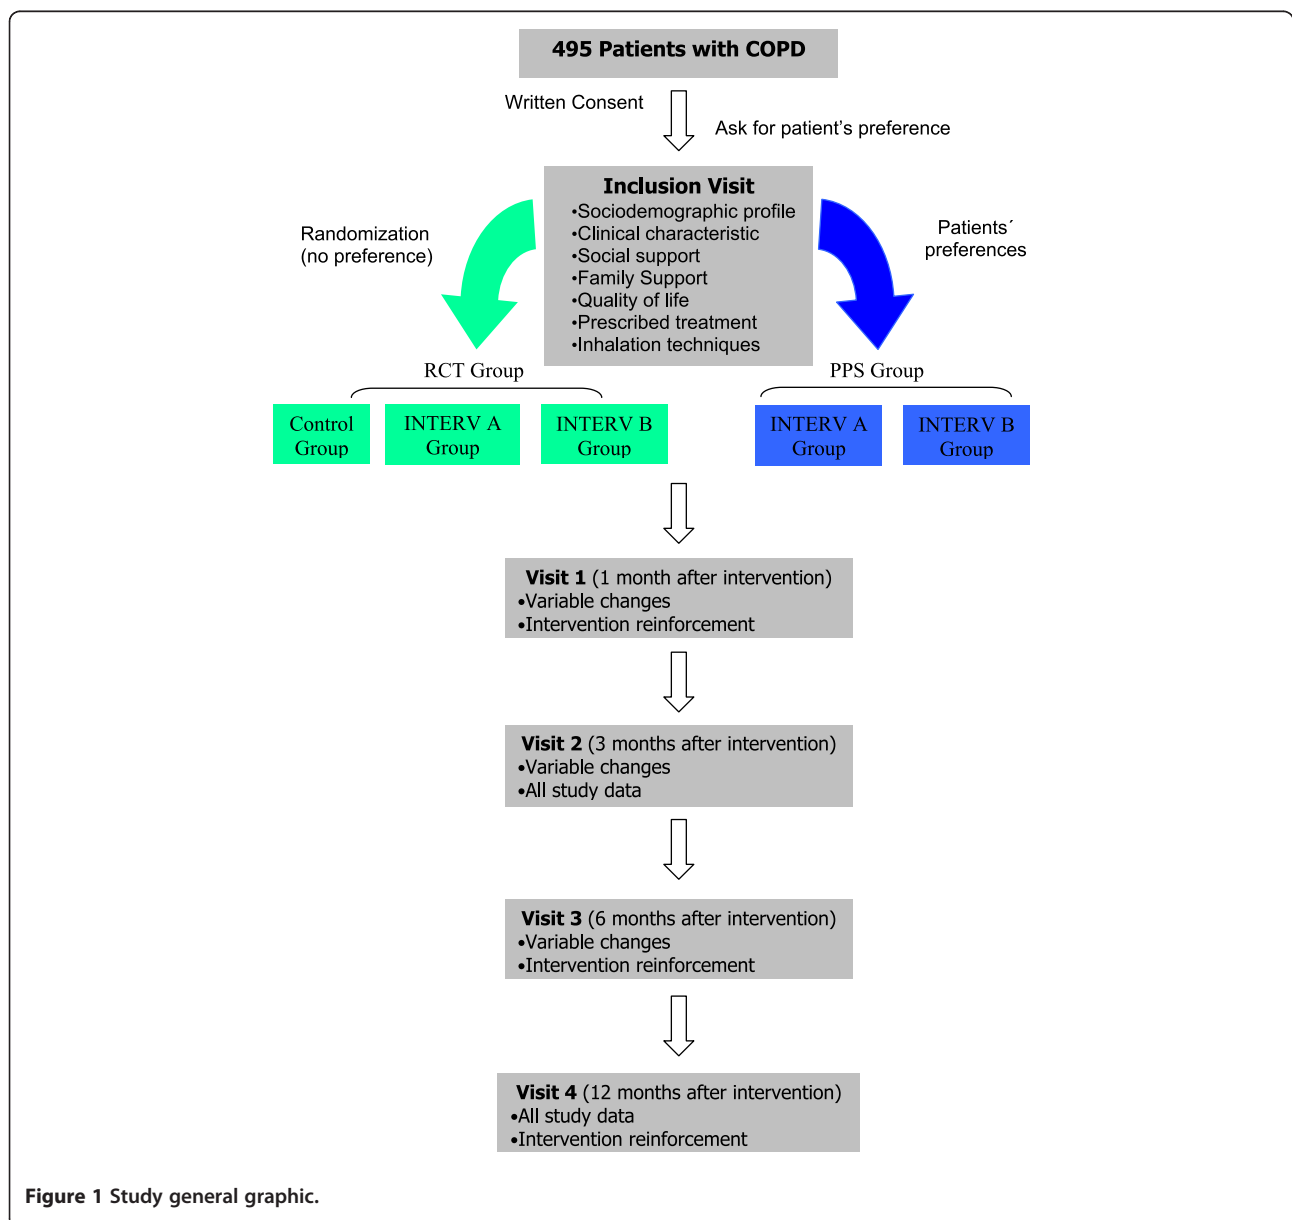 495 Patients with COPD
Written Consent
Ask for patient's preference
Inclusion Visit
•Sociodemographic profile
•Clinical characteristic
•Social support
•Family Support
•Quality of life
•Prescribed treatment
•Inhalation techniques
Randomization
(no preference)
Patients´
preferences
RCT Group
PPS Group
Control
Group
INTERV A
Group
INTERV B
Group
INTERV A
Group
INTERV B
Group
Visit 1 (1 month after intervention)
•Variable changes
•Intervention reinforcement
Visit 2 (3 months after intervention)
•Variable changes
•All study data
Visit 3 (6 months after intervention)
•Variable changes
•Intervention reinforcement
Visit 4 (12 months after intervention)
•All study data
•Intervention reinforcement
Figure 1 Study general graphic.